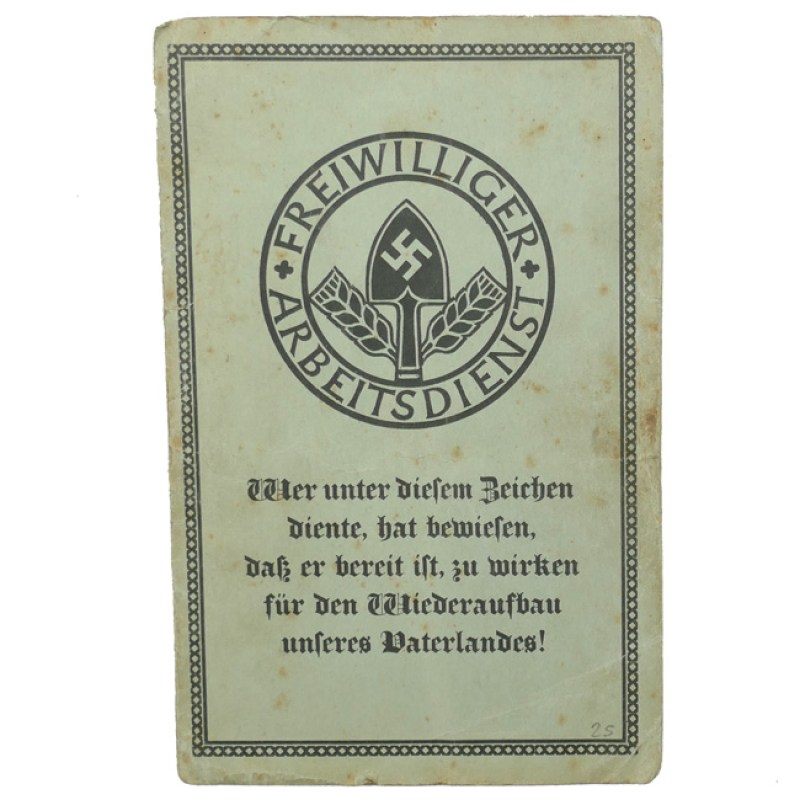 FREIWILLIGER
ARBEITSDIENST
Wer unter diesem Zeichen
diente, hat bewiesen,
daß er bereit ist, zu wirken
für den Wiederaufbau
unseres Vaterlandes!
25